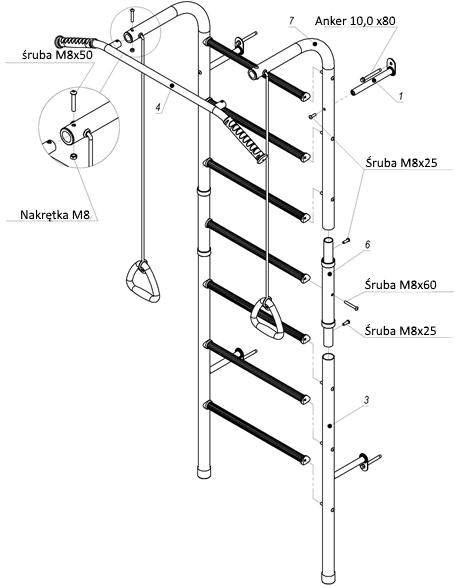 7
Anker 10,0 x80
śruba M8x50
4
1
Śruba M8x25
Nakrętka M8
6
Śruba M8x60
Śruba M8x25
3